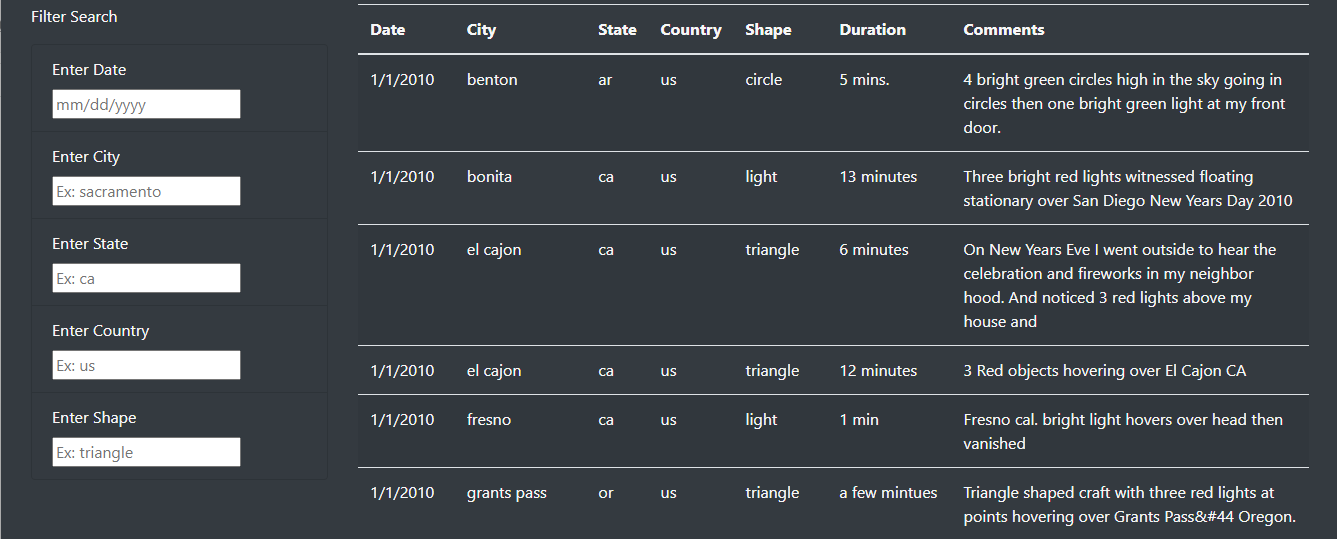 Filter Search
Enter Date
mm/dd/yyyy
Enter City
Ex: sacramento
Enter State
Ex: ca
Enter Country
Ex: us
Enter Shape
Ex: triangle
Date City State Country Shape Duration Comments
1/1/2010 benton ar us circle 5 mins. 4 bright green circles high in the sky going in
circles then one bright green light at my front
door.
1/1/2010 bonita ca us light 13 minutes Three bright red lights witnessed floating
stationary over San Diego New Years Day 2010
1/1/2010 el cajon ca us triangle 6 minutes On New Years Eve I went outside to hear the
celebration and fireworks in my neighbor
hood. And noticed 3 red lights above my
house and
1/1/2010 el cajon ca us triangle 12 minutes 3 Red objects hovering over El Cajon CA
1/1/2010 fresno ca us light 1 min Fresno cal. bright light hovers over head then
vanished
1/1/2010 grants pass or us triangle a few mintues Triangle shaped craft with three red lights at
points hovering over Grants Pass&#44 Oregon.